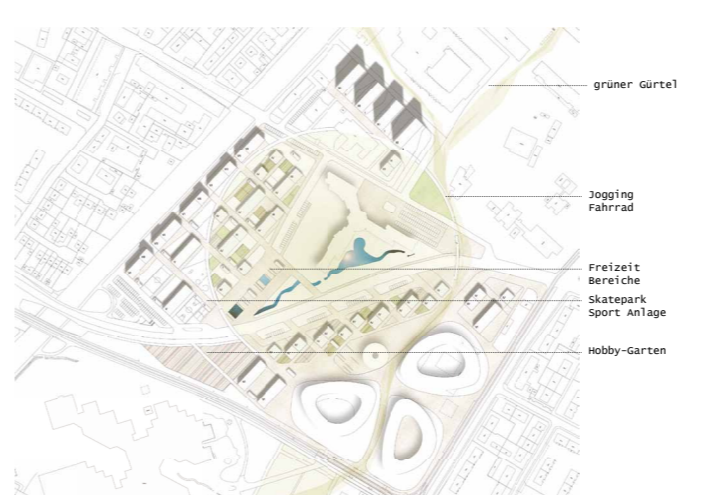 grüner Gürtel
Jogging
Fahrrad
Freizeit
Bereiche
Skatepark
Sport Anlage
Hobby-Garten